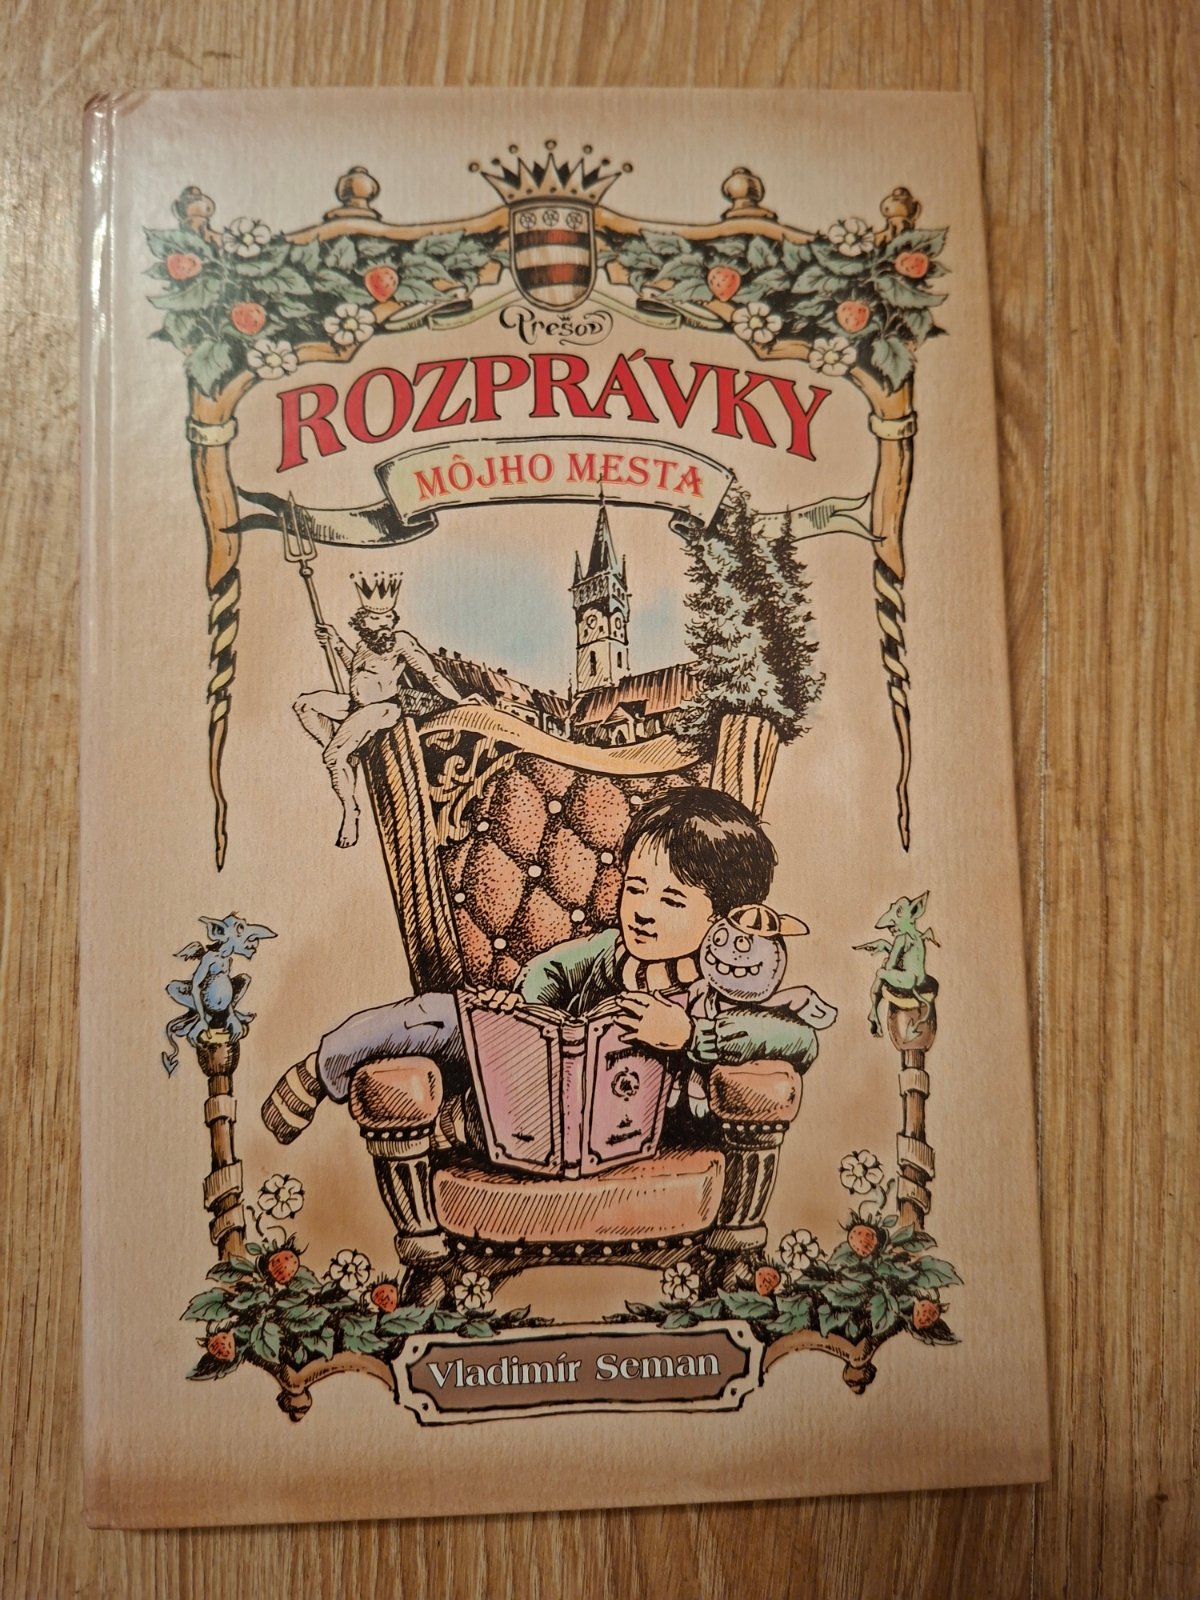 Prešov
ROZPRÁVKY
MÔJHO MESTA
Vladimír Seman